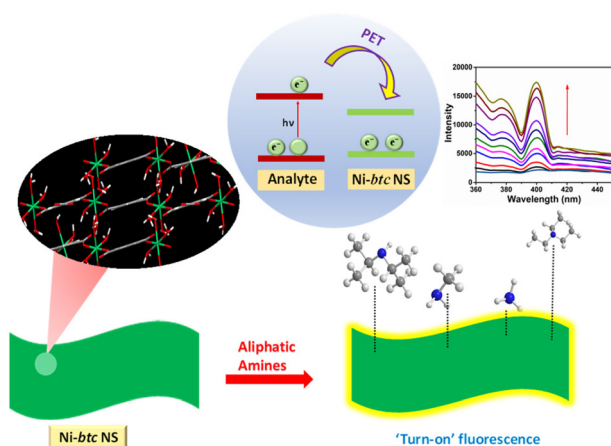 PET
e⁻
hν
e⁻
e⁻ e⁻
Analyte
Ni-btc NS
Intensity
20000
15000
10000
5000
0
360 380 400 420 440
Wavelength (nm)
Aliphatic
Amines
Ni-btc NS
‘Turn-on’ fluorescence